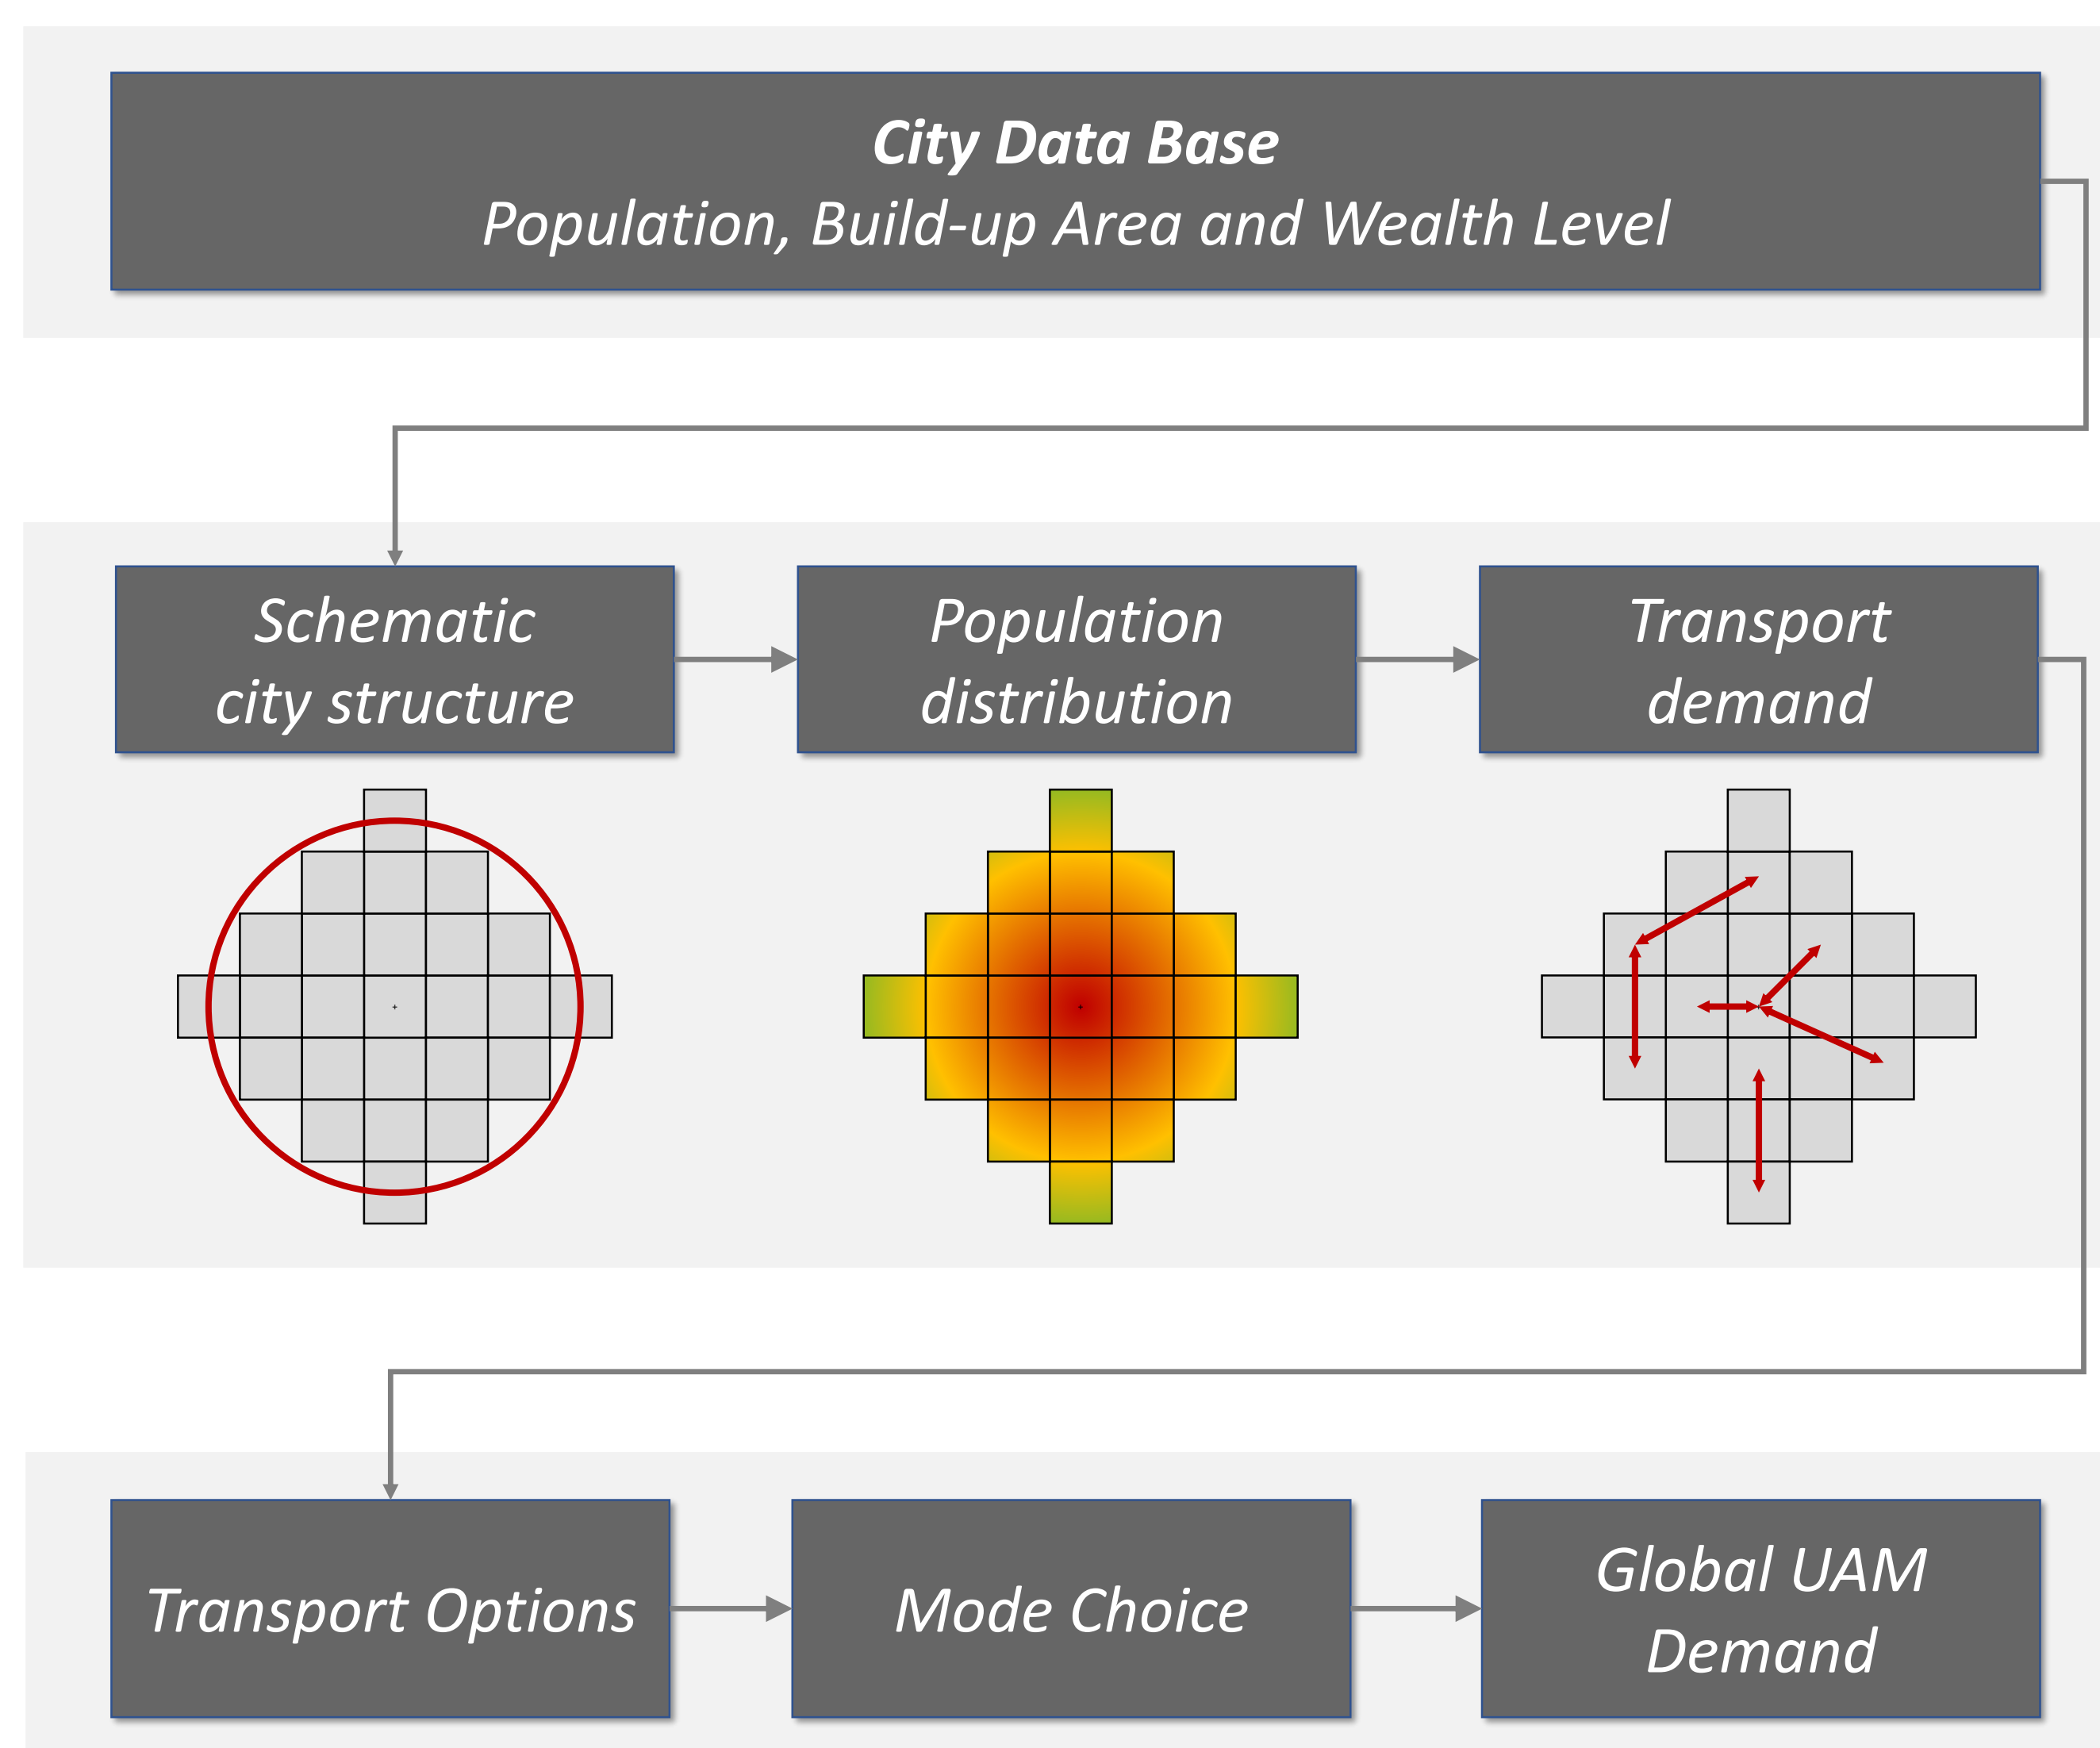 City Data Base
Population, Build-up Area and Wealth Level
Schematic
city structure
Population
distribution
Transport
demand
Transport Options
Mode Choice
Global UAM
Demand